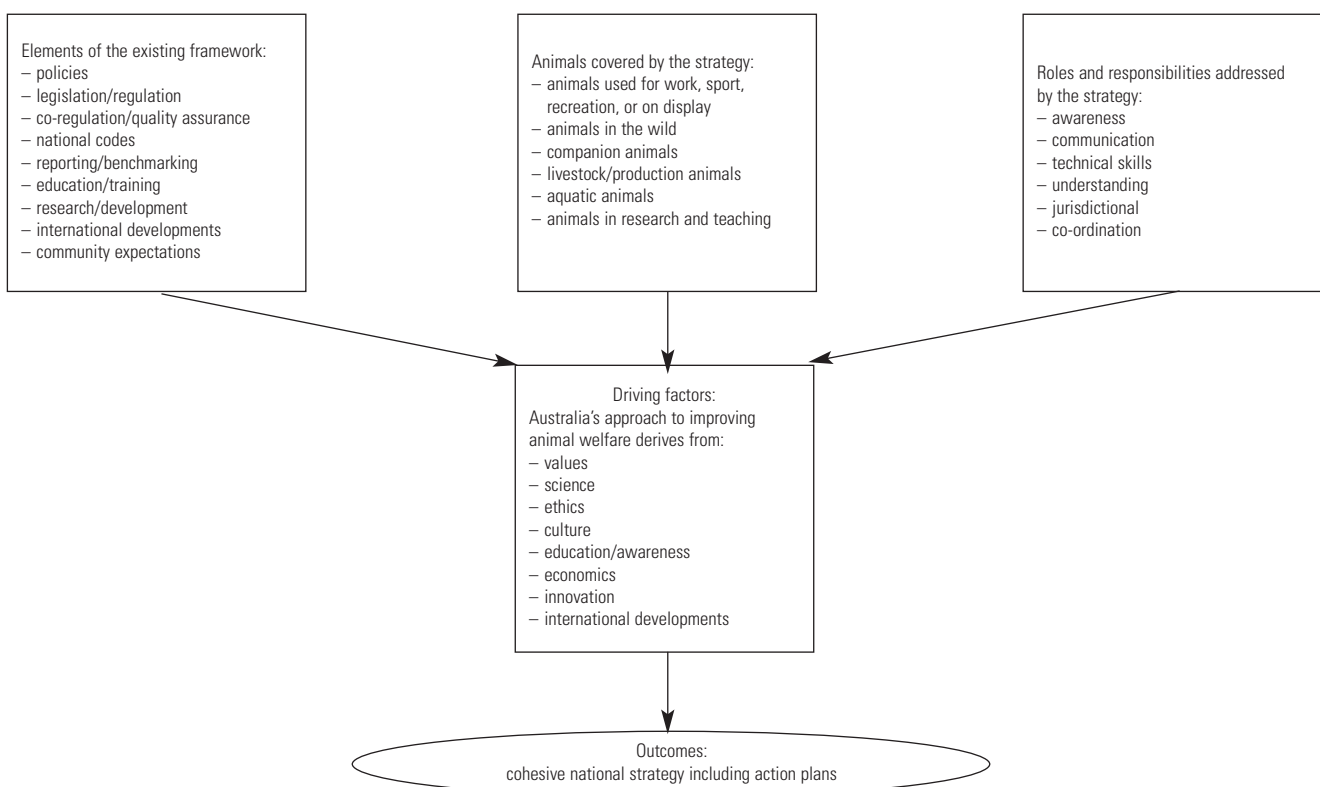 Elements of the existing framework:
– policies
– legislation/regulation
– co-regulation/quality assurance
– national codes
– reporting/benchmarking
– education/training
– research/development
– international developments
– community expectations
Animals covered by the strategy:
– animals used for work, sport,
recreation, or on display
– animals in the wild
– companion animals
– livestock/production animals
– aquatic animals
– animals in research and teaching
Roles and responsibilities addressed
by the strategy:
– awareness
– communication
– technical skills
– understanding
– jurisdictional
– co-ordination
Driving factors:
Australia’s approach to improving
animal welfare derives from:
– values
– science
– ethics
– culture
– education/awareness
– economics
– innovation
– international developments
Outcomes:
cohesive national strategy including action plans